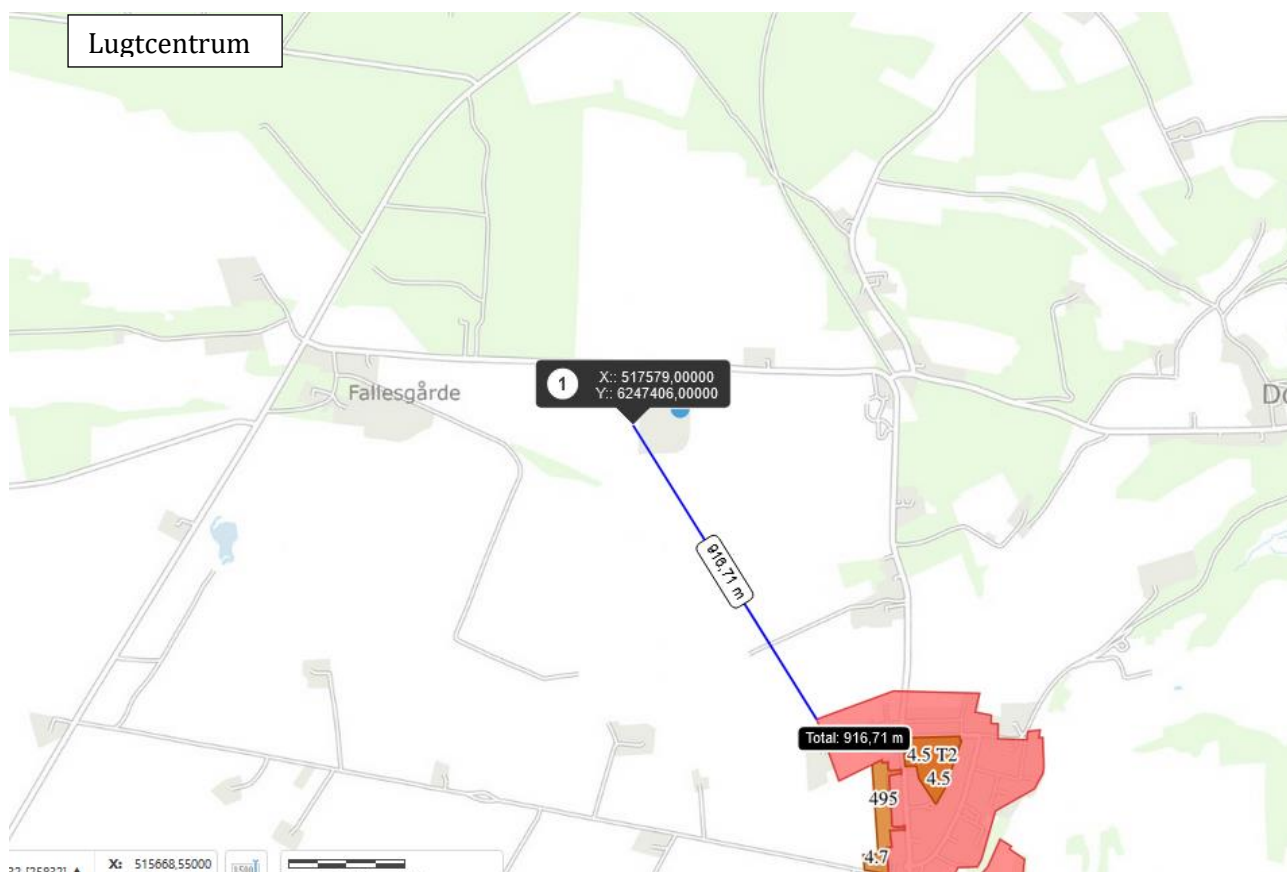 Lugtcentrum
1
X:: 517579,00000
Y:: 6247406,00000
Fallesgårde
916,71 m
Total: 916,71 m
4.5 T2
4.5
495
4.7
X: 515668,55000